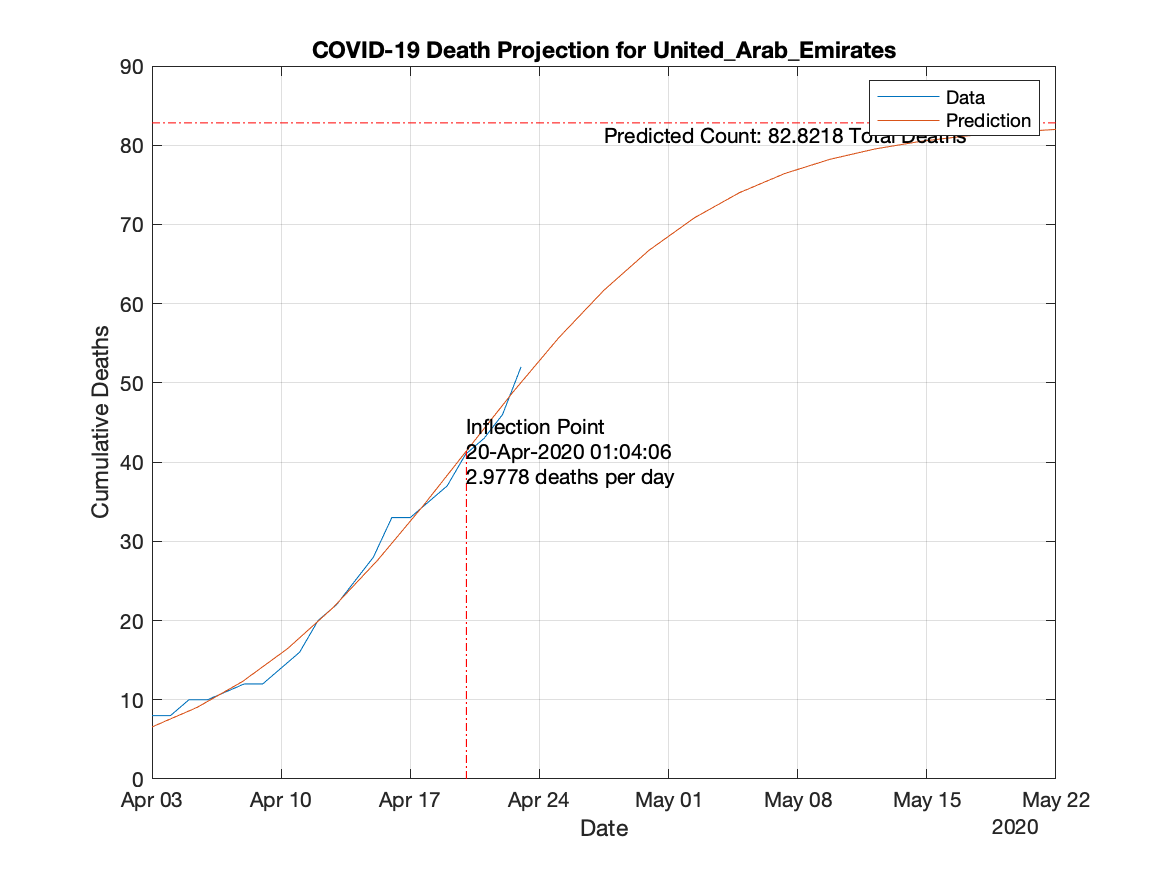 COVID-19 Death Projection for United_Arab_Emirates
90
80
70
60
50
40
30
20
10
0
Cumulative Deaths
Data
Prediction
Predicted Count: 82.8218 Total Deaths
Inflection Point
20-Apr-2020 01:04:06
2.9778 deaths per day
Apr 03 Apr 10 Apr 17 Apr 24 May 01 May 08 May 15 May 22
Date
2020